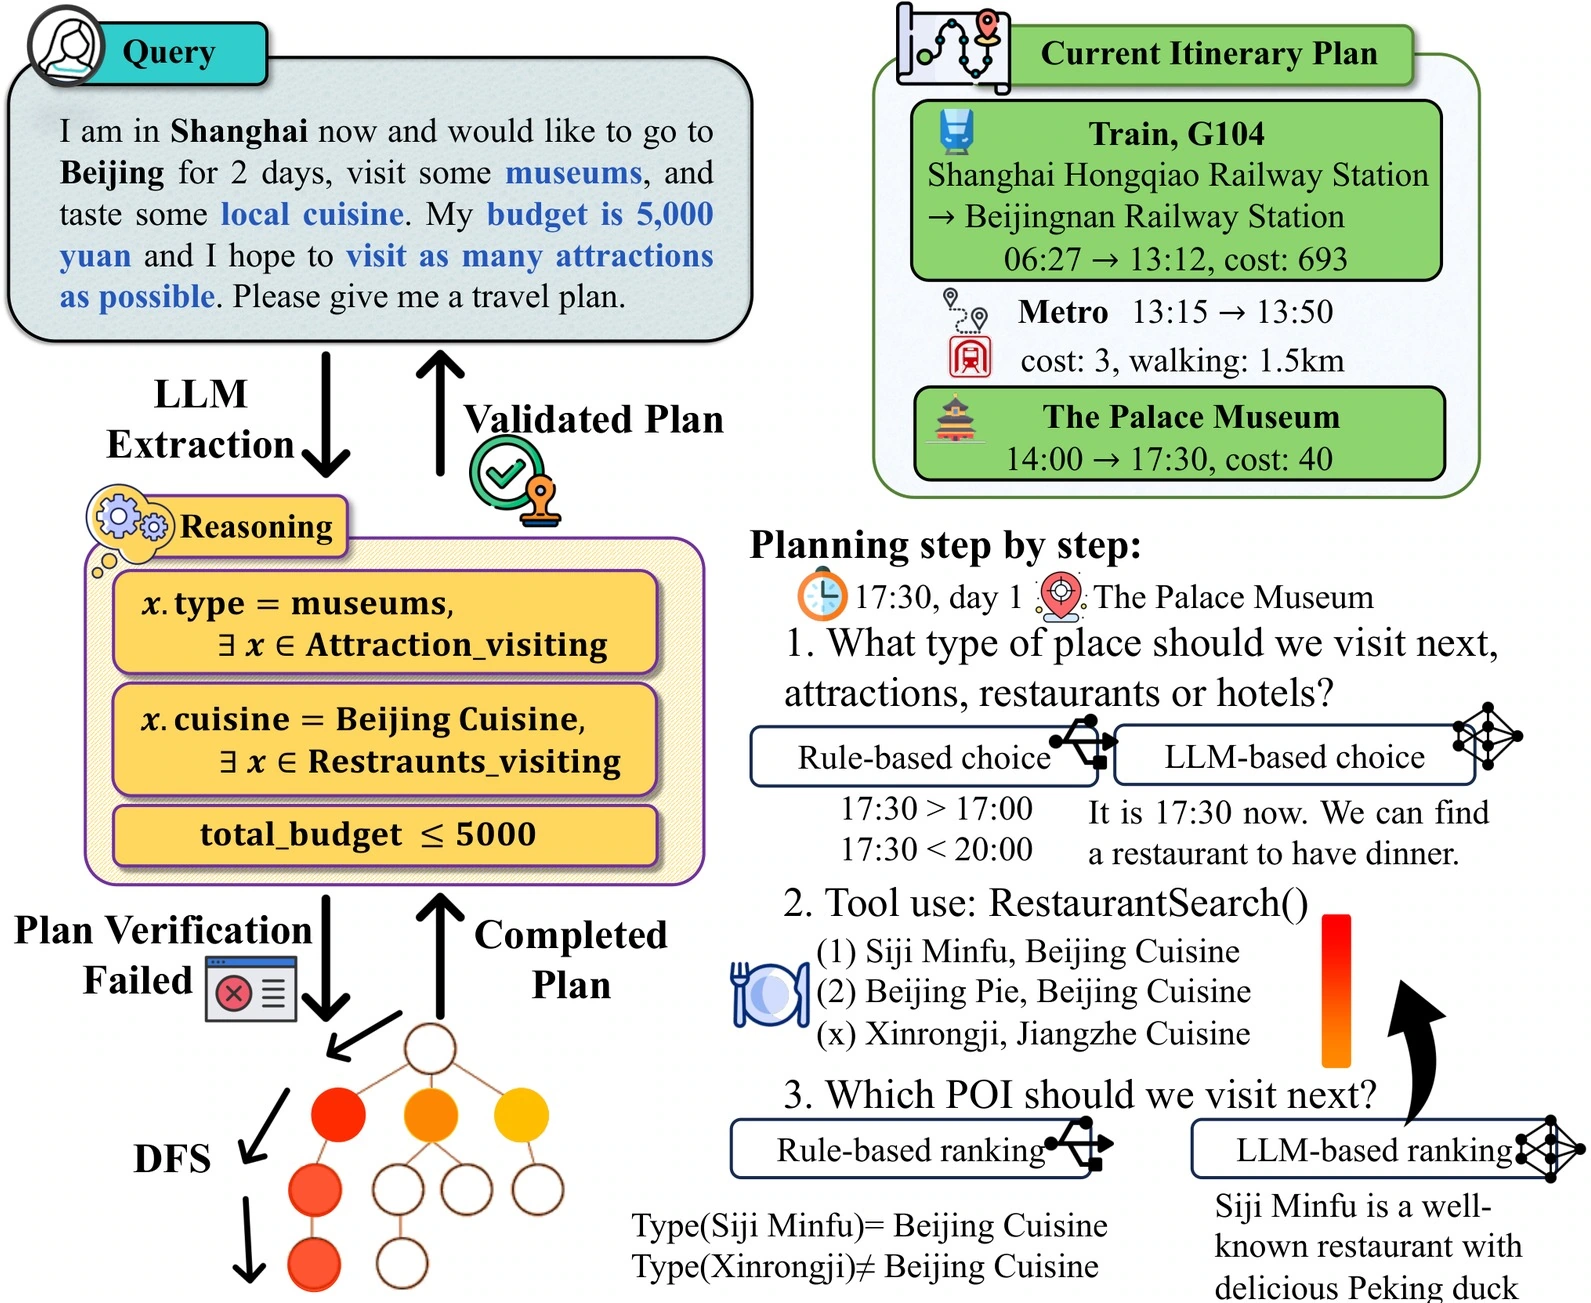 Query
I am in Shanghai now and would like to go to
Beijing for 2 days, visit some museums, and
taste some local cuisine. My budget is 5,000
yuan and I hope to visit as many attractions
as possible. Please give me a travel plan.
LLM
Extraction
Validated Plan
Reasoning
x.type = museums,
∃ x ∈ Attraction_visiting
x.cuisine = Beijing Cuisine,
∃ x ∈ Restraunts_visiting
total_budget ≤ 5000
Plan Verification
Failed
Completed
Plan
DFS
Current Itinerary Plan
Train, G104
Shanghai Hongqiao Railway Station
→ Beijingnan Railway Station
06:27 → 13:12, cost: 693
Metro 13:15 → 13:50
cost: 3, walking: 1.5km
The Palace Museum
14:00 → 17:30, cost: 40
Planning step by step:
17:30, day 1 The Palace Museum
1. What type of place should we visit next,
attractions, restaurants or hotels?
Rule-based choice
17:30 > 17:00
17:30 < 20:00
LLM-based choice
It is 17:30 now. We can find
a restaurant to have dinner.
2. Tool use: RestaurantSearch()
(1) Siji Minfu, Beijing Cuisine
(2) Beijing Pie, Beijing Cuisine
(x) Xinrongji, Jiangzhe Cuisine
3. Which POI should we visit next?
Rule-based ranking
Type(Siji Minfu)= Beijing Cuisine
Type(Xinrongji)≠ Beijing Cuisine
LLM-based ranking
Siji Minfu is a well-
known restaurant with
delicious Peking duck